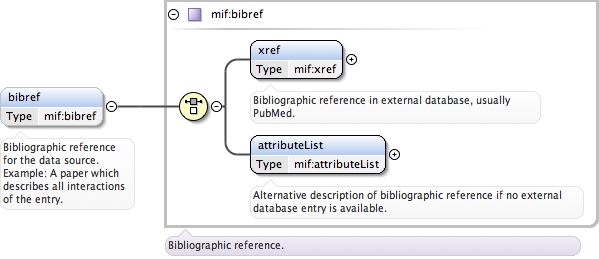 mif:bibref
xref
Type mif:xref
Bibliographic reference in external database, usually
PubMed.
bibref
Type mif:bibref
Bibliographic reference
for the data source.
Example: A paper which
describes all interactions
of the entry.
attributeList
Type mif:attributeList
Alternative description of bibliographic reference if no external
database entry is available.
Bibliographic reference.